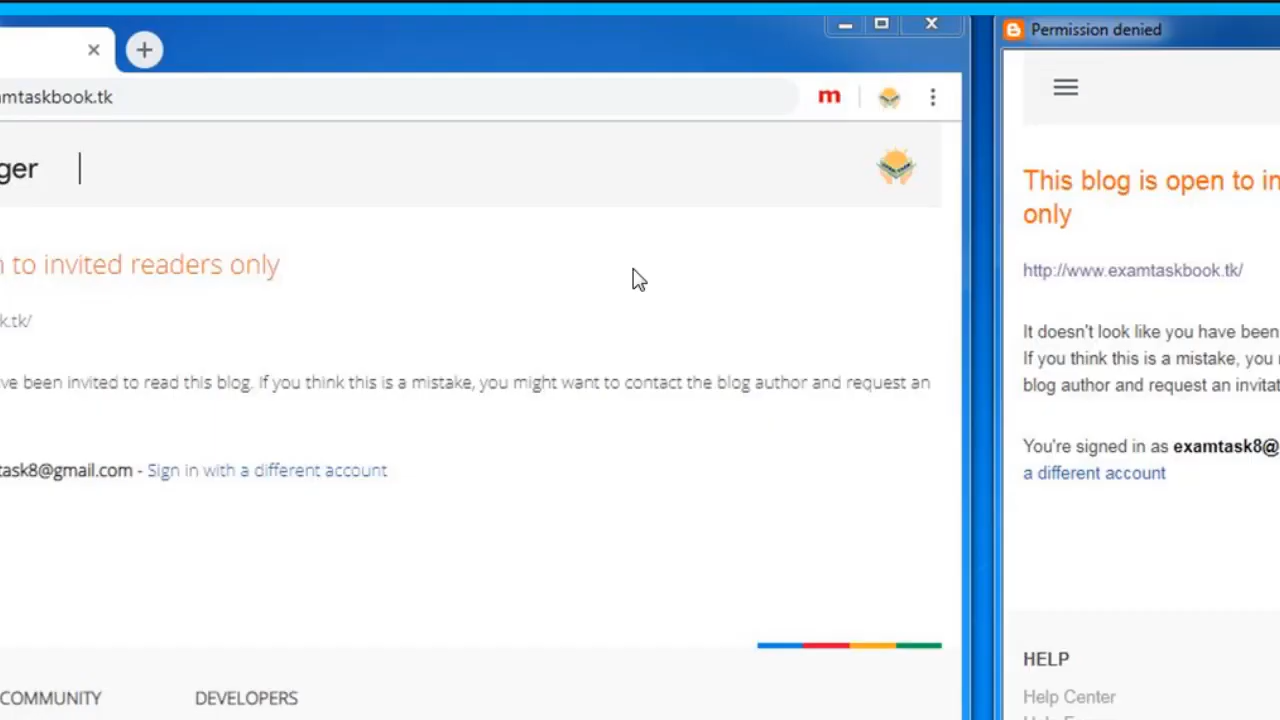 Permission denied
mtaskbook.tk
m
ger
This blog is open to in
only
to invited readers only
http://www.examtaskbook.tk/
k.tk/
It doesn't look like you have been
If you think this is a mistake, you
blog author and request an invitat
ve been invited to read this blog. If you think this is a mistake, you might want to contact the blog author and request an
You're signed in as examtask8@
a different account
task8@gmail.com - Sign in with a different account
HELP
Help Center
COMMUNITY
DEVELOPERS